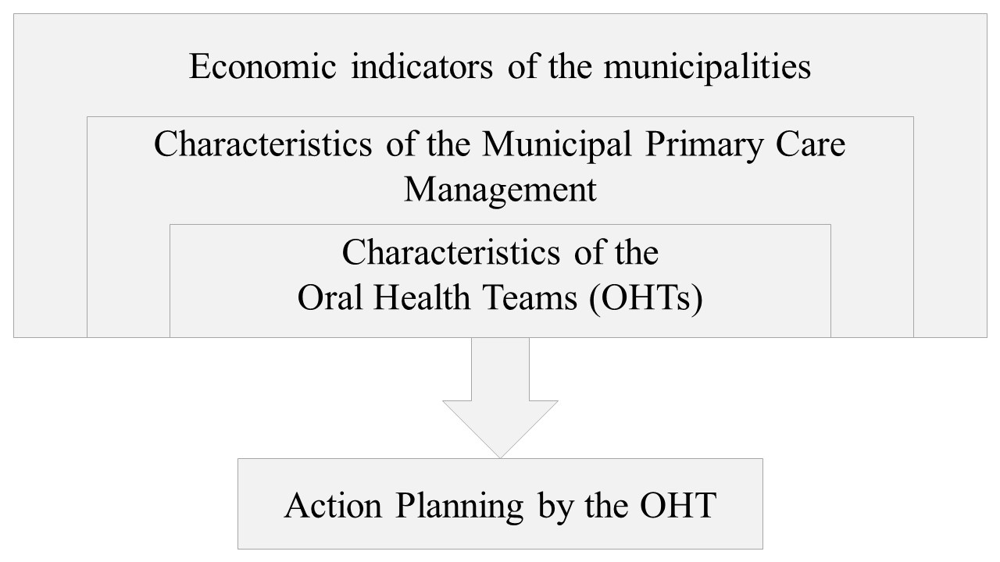 Economic indicators of the municipalities
Characteristics of the Municipal Primary Care
Management
Characteristics of the
Oral Health Teams (OHTs)
Action Planning by the OHT